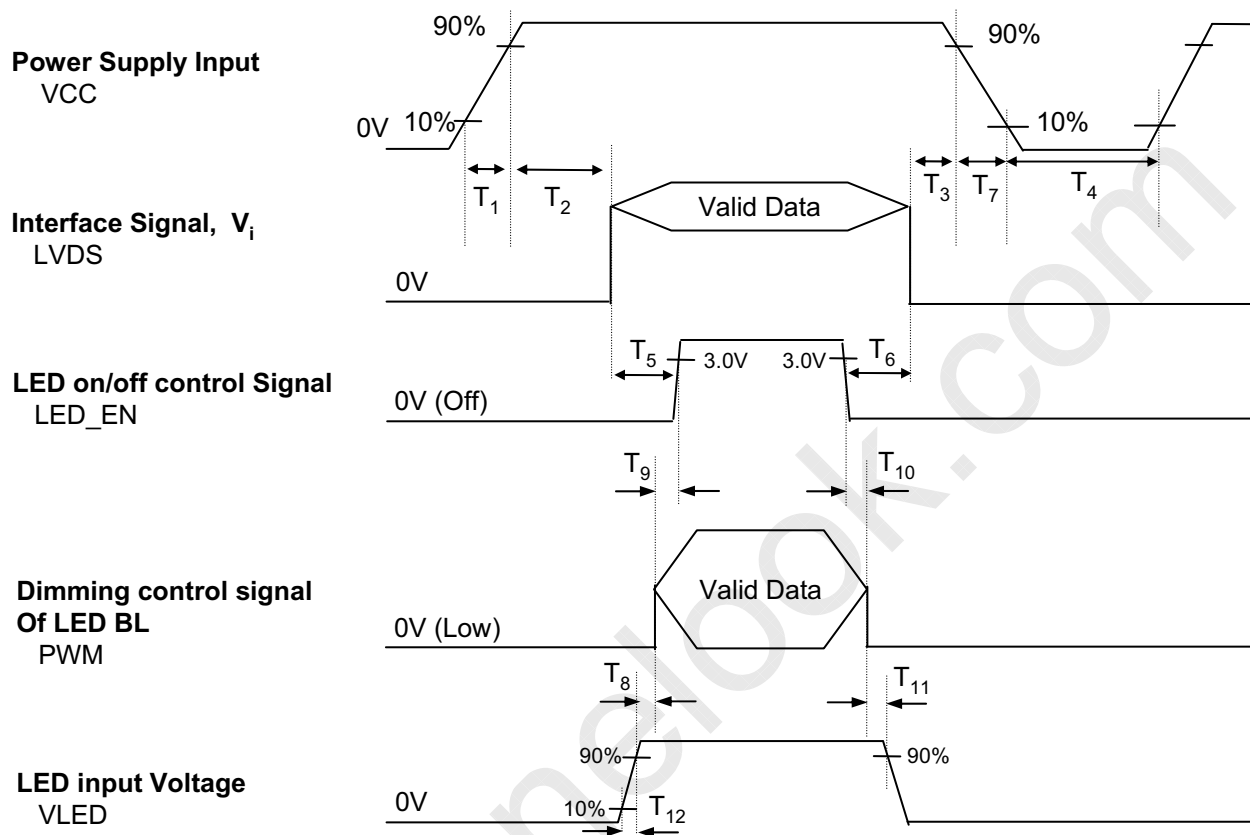 90%
90%
Power Supply Input
VCC
0V
10%
10%
T1
T2
T3
T7
T4
Interface Signal, Vi
LVDS
Valid Data
0V
T5
3.0V
3.0V
T6
LED on/off control Signal
LED_EN
0V (Off)
T9
T10
Dimming control signal
Of LED BL
PWM
Valid Data
0V (Low)
T8
T11
LED input Voltage
VLED
0V
90%
90%
10%
T12
nelook.com